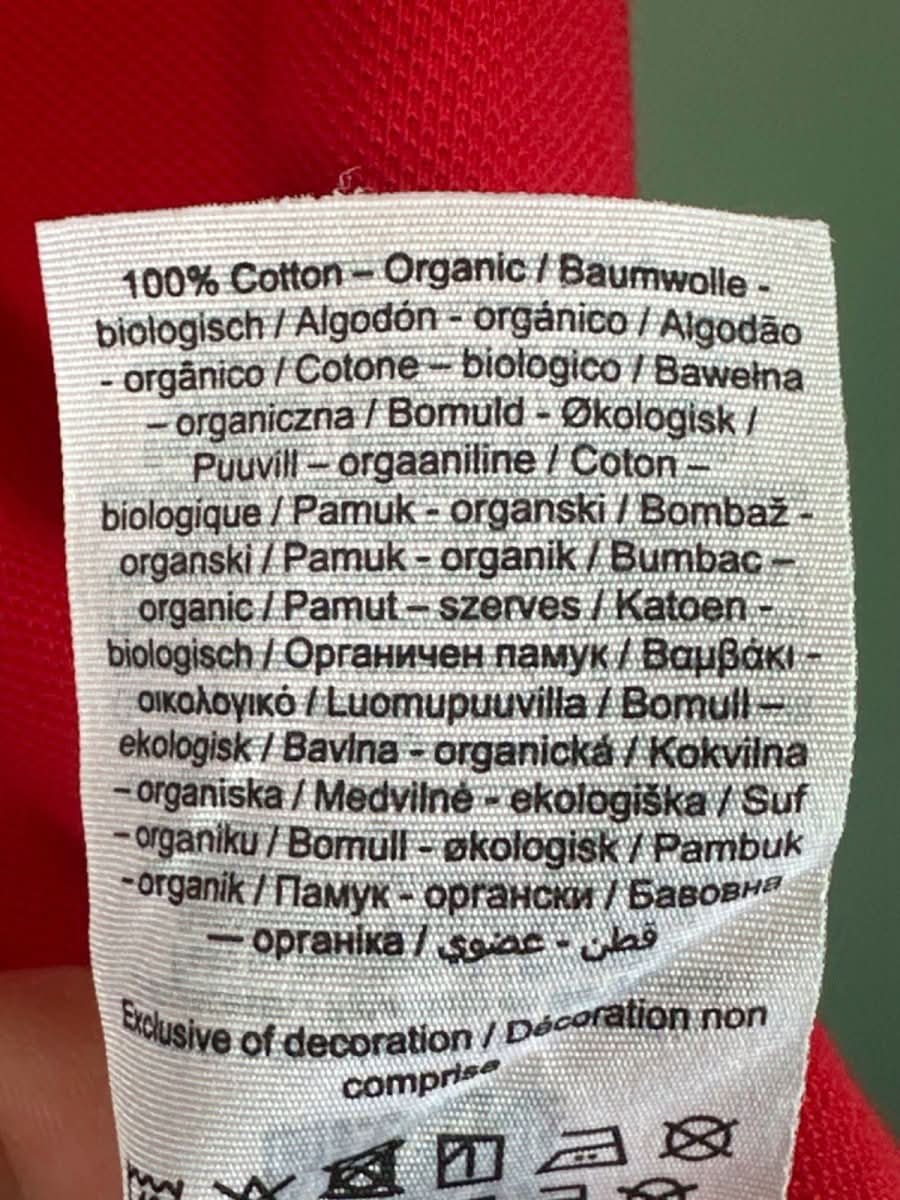 100% Cotton – Organic / Baumwolle -
biologisch / Algodón - orgánico / Algodão
- orgânico / Cotone – biologico / Bawełna
– organiczna / Bomuld - Økologisk /
Puuvill – orgaaniline / Coton –
biologique / Pamuk - organski / Bombaž -
organski / Pamuk - organik / Bumbac –
organic / Pamut – szerves / Katoen -
biologisch / Органичен памук / Βαμβάκι -
οικολογικό / Luomupuuvilla / Bomull –
ekologisk / Bavlna - organická / Kokvilna
– organiska / Medvilnė - ekologiška / Suf
– organiku / Bomull - økologisk / Pambuk
- organik / Памук - органски / Бавовна
– органіка / قطن - عضوي
Exclusive of decoration / Décoration non
comprise